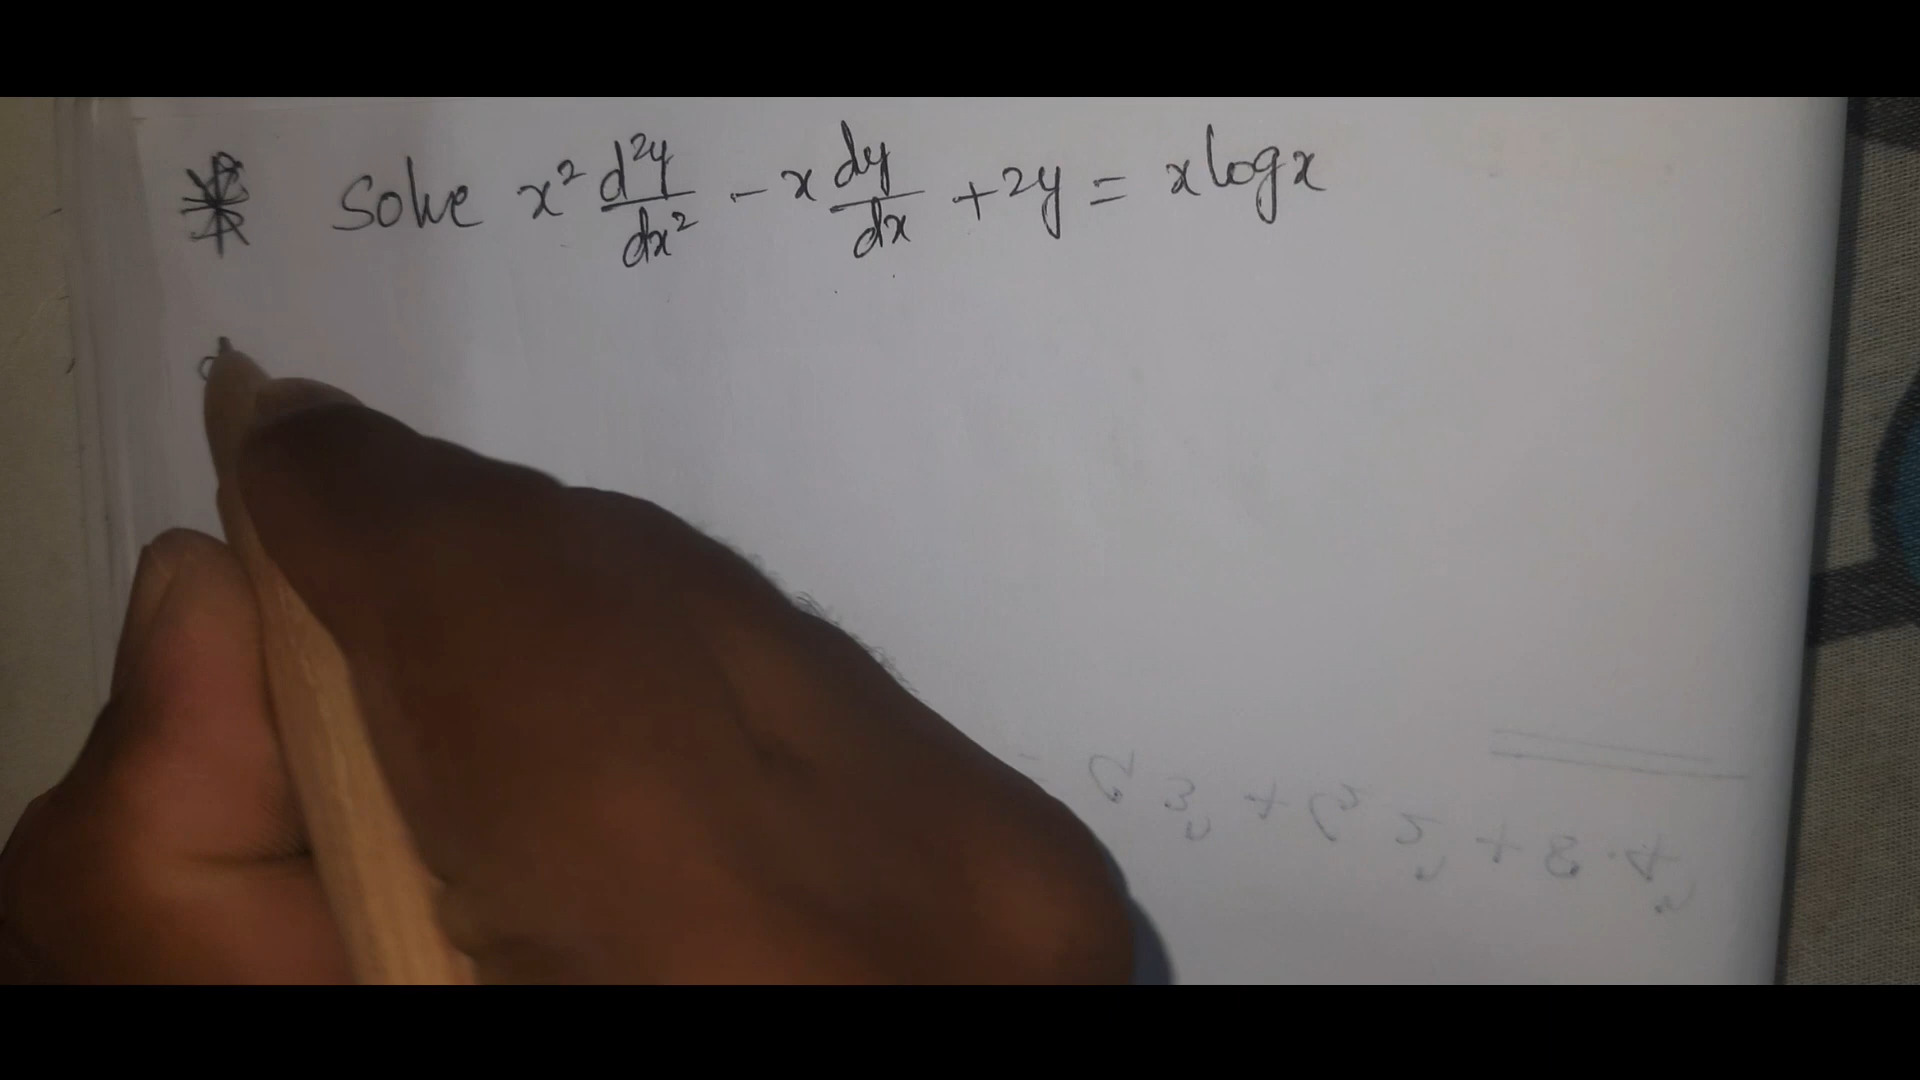 * Solve x² d²y/dx² - x dy/dx + 2y = x log x